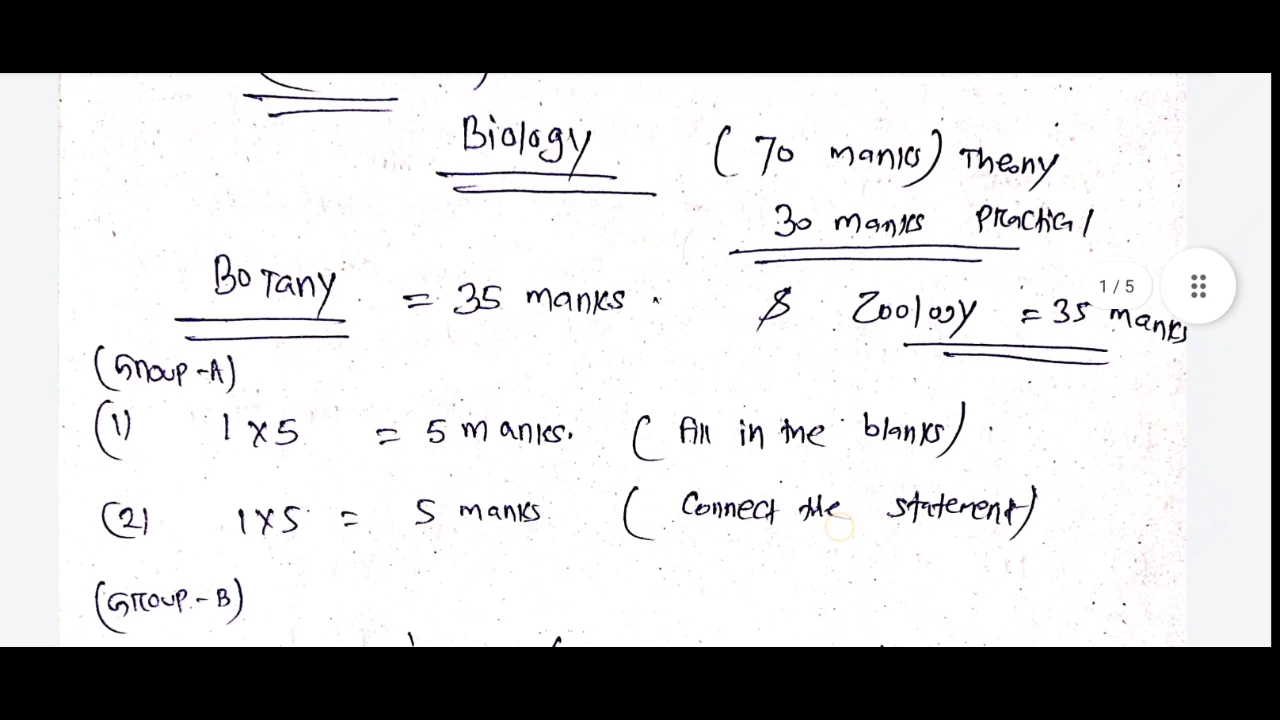 Biology (70 marks) Theory
30 marks Practical
Botany = 35 marks. & Zoology = 35 marks
1 / 5
(Group-A)
(1) 1 x 5 = 5 marks. (Fill in the blanks).
(2) 1 x 5 = 5 marks (Correct the statement)
(Group-B)